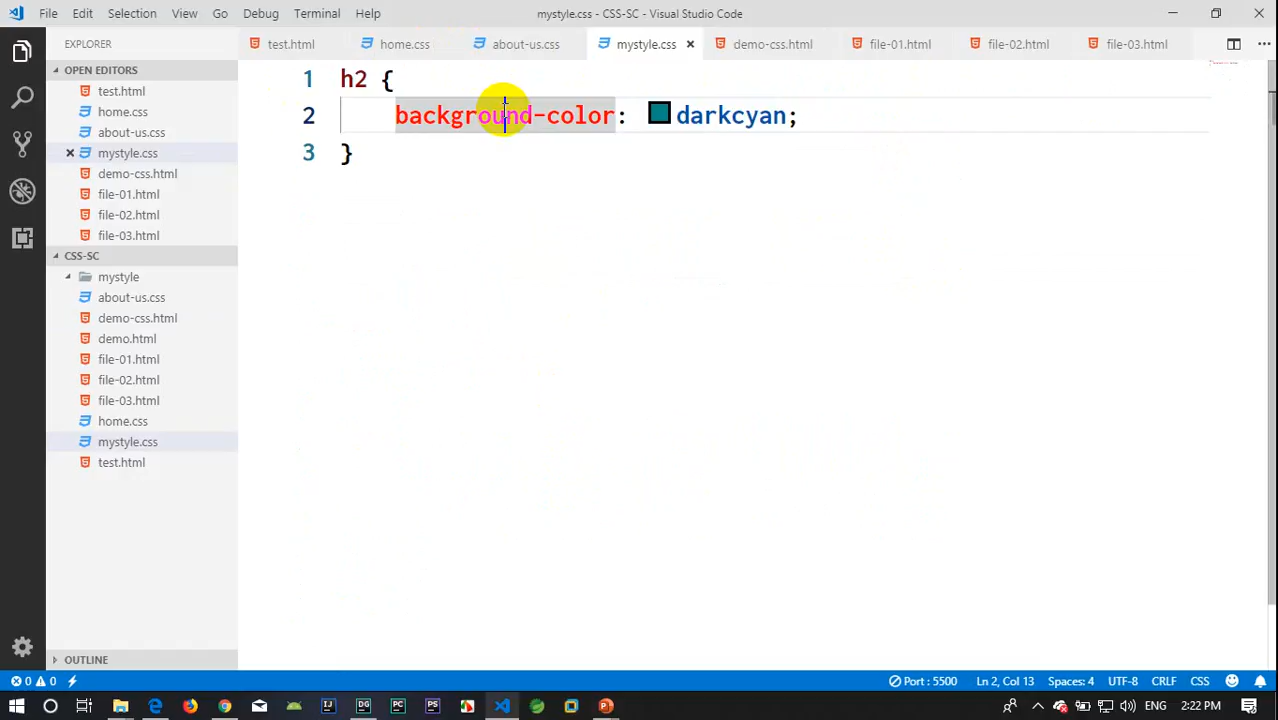 File Edit Selection View Go Debug Terminal Help
mystyle.css - CSS-SC - Visual Studio Code
EXPLORER
test.html home.css about-us.css mystyle.css demo-css.html file-01.html file-02.html file-03.html
OPEN EDITORS
test.html
home.css
about-us.css
mystyle.css
demo-css.html
file-01.html
file-02.html
file-03.html
CSS-SC
mystyle
about-us.css
demo-css.html
demo.html
file-01.html
file-02.html
file-03.html
home.css
mystyle.css
test.html
OUTLINE
1 h2 {
2 background-color: darkcyan;
3 }
0 0 Port : 5500 Ln 2, Col 13 Spaces: 4 UTF-8 CRLF CSS
IJ DG PC PS ENG 2:22 PM